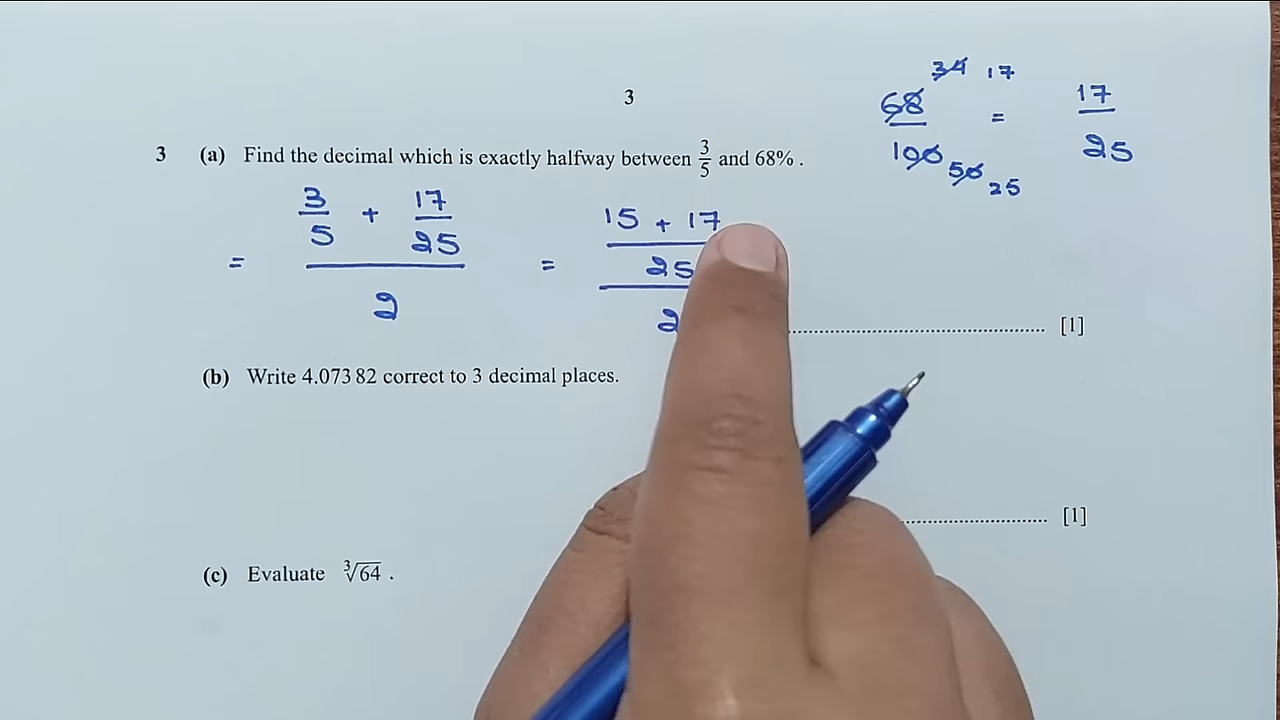 3
3 (a) Find the decimal which is exactly halfway between 3/5 and 68% .
68/100 34/50 17/25 = 17/25
= (3/5 + 17/25)/2 = ((15 + 17)/25)/2
[1]
(b) Write 4.073 82 correct to 3 decimal places.
[1]
(c) Evaluate ∛64 .